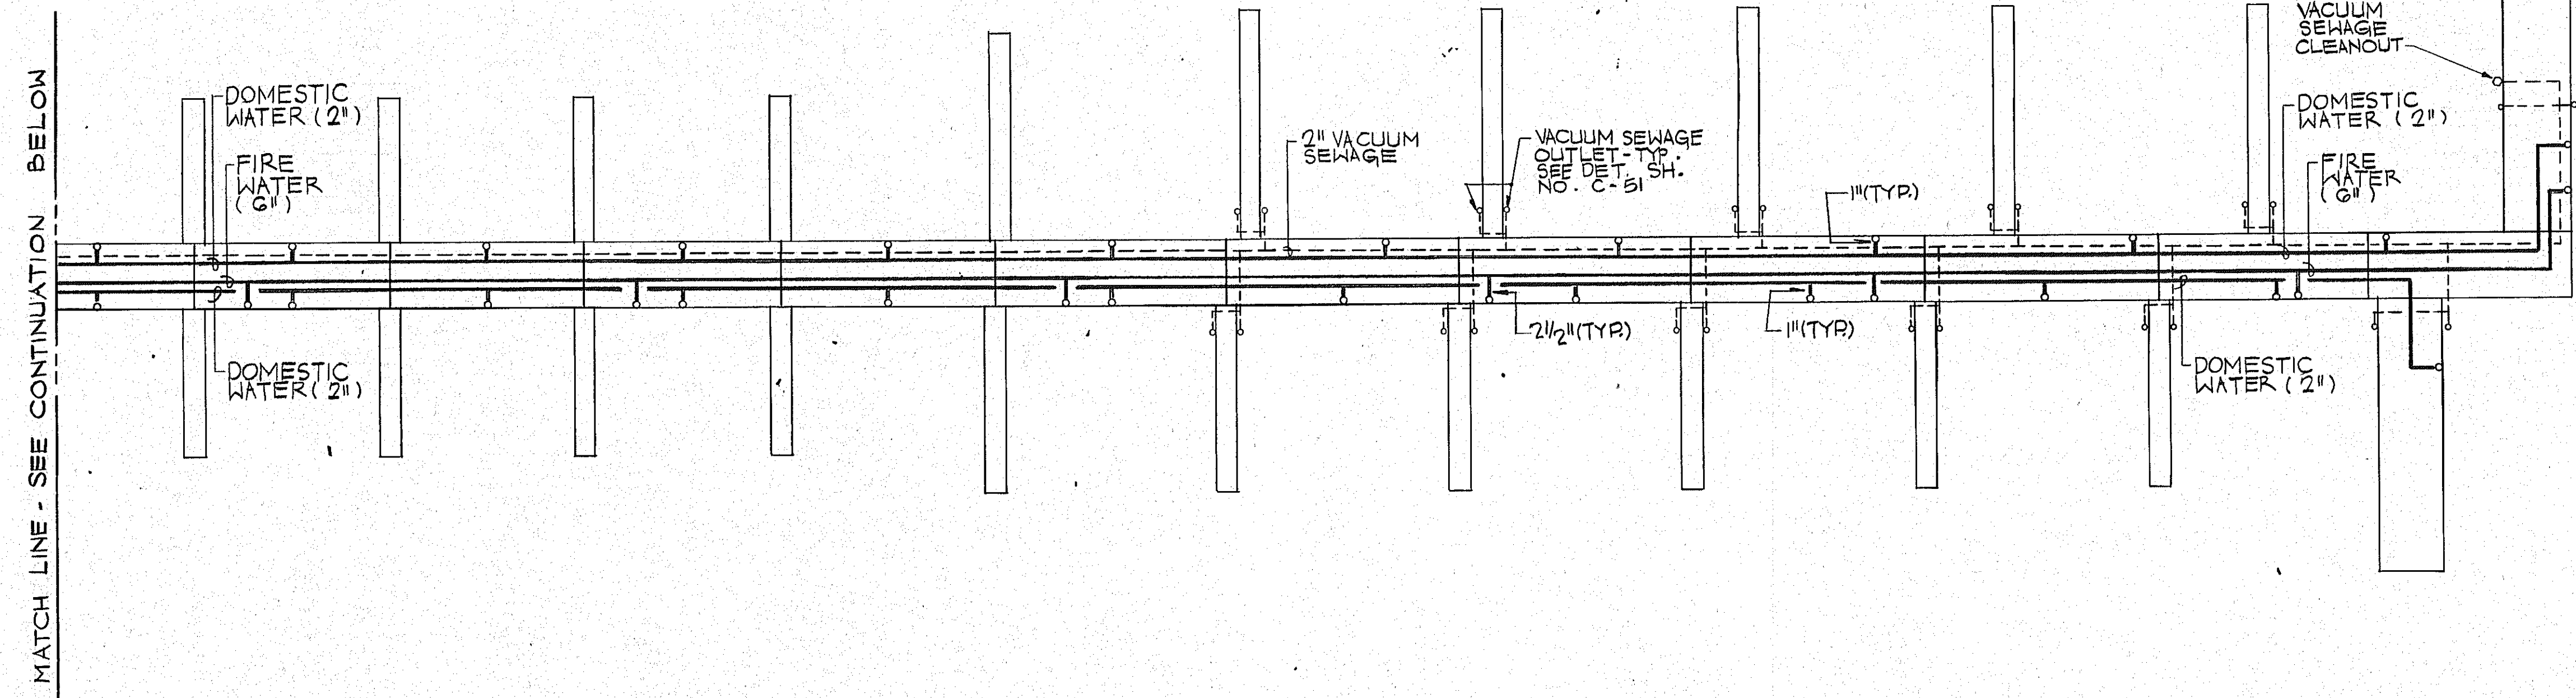 MATCH LINE - SEE CONTINUATION BELOW
DOMESTIC
WATER (2")
FIRE
WATER
(6")
DOMESTIC
WATER (2")
2" VACUUM
SEWAGE
VACUUM SEWAGE
OUTLET-TYP.
SEE DET. SH.
NO. C-51
2 1/2" (TYP.)
1" (TYP.)
1" (TYP.)
VACUUM
SEWAGE
CLEANOUT
DOMESTIC
WATER (2")
FIRE
WATER
(6")
DOMESTIC
WATER (2")